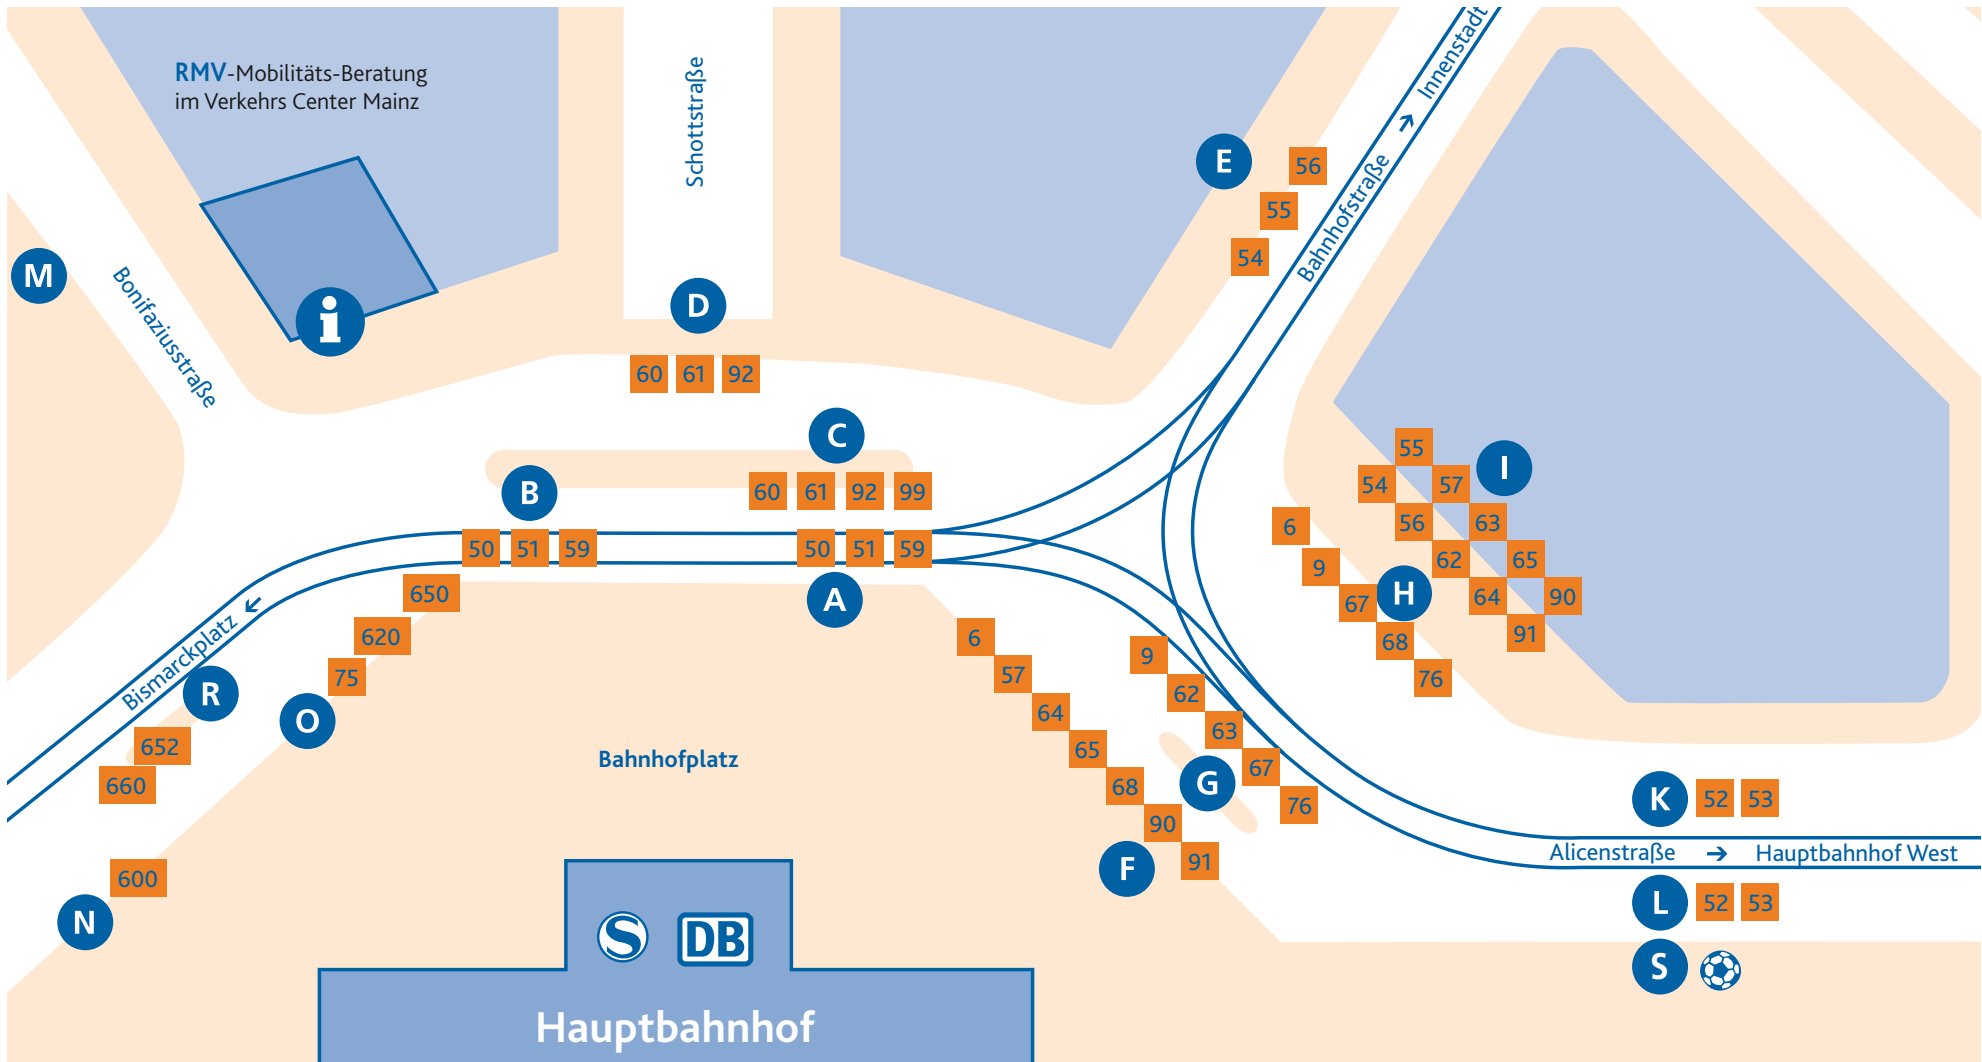 RMV-Mobilitäts-Beratung
im Verkehrs Center Mainz
Schottstraße
Innenstadt
Bahnhofstraße
E
56
55
54
M
Bonifaziusstraße
i
D
60 61 92
C
60 61 92 99
B
50 51 59
50 51 59
A
55
I
54 57
56 63
62 65
64 90
91
6
9
67
H
68
76
650
620
75
O
Bismarckplatz
R
652
660
600
N
Bahnhofplatz
6
57
64
65
68
90
91
F
9
62
63
67
76
G
K 52 53
Alicenstraße → Hauptbahnhof West
L 52 53
S
S DB
Hauptbahnhof